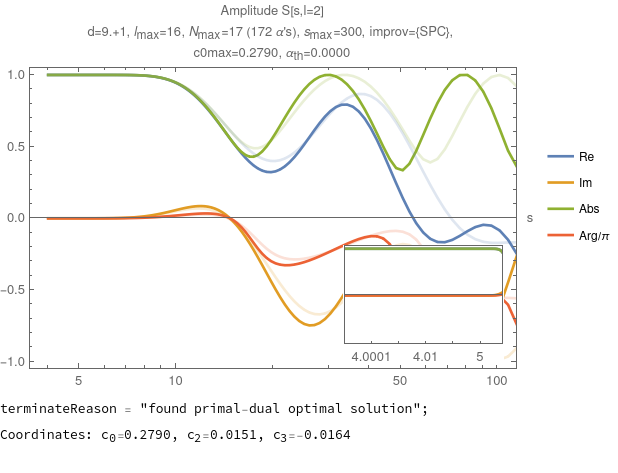 Amplitude S[s,l=2]
d=9.+1, lmax=16, Nmax=17 (172 α's), smax=300, improv={SPC},
c0max=0.2790, αth=0.0000
1.0
0.5
0.0
-0.5
-1.0
5
10
50
100
s
4.0001
4.01
5
Re
Im
Abs
Arg/π
terminateReason = "found primal-dual optimal solution";
Coordinates: c0=0.2790, c2=0.0151, c3=-0.0164